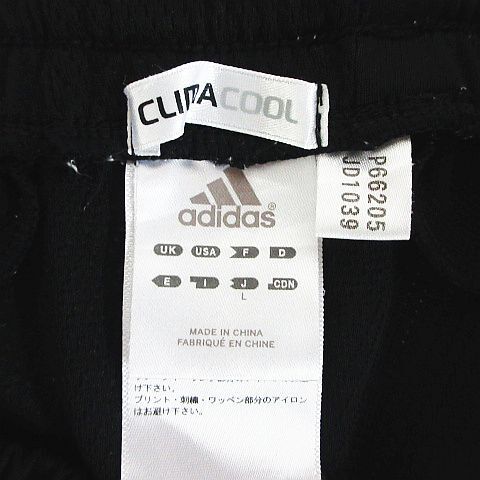 CLIMACOOL
adidas®
P66205
JD1039
UK USA F D
E I J CDN
L
MADE IN CHINA
FABRIQUÉ EN CHINE
け下さい。
プリント・刺繍・ワッペン部分のアイロン
はお避け下さい。